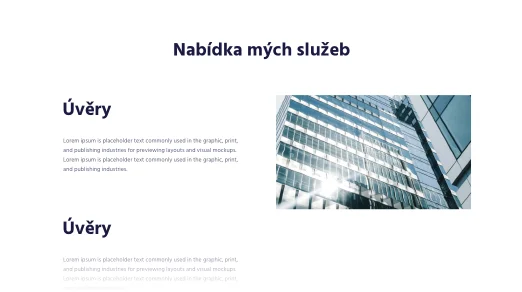 Nabídka mých služeb
Úvěry
Lorem ipsum is placeholder text commonly used in the graphic, print,
and publishing industries for previewing layouts and visual mockups.
Lorem ipsum is placeholder text commonly used in the graphic, print,
and publishing industries.
Úvěry
Lorem ipsum is placeholder text commonly used in the graphic, print,
and publishing industries for previewing layouts and visual mockups.
Lorem ipsum is placeholder text commonly used in the graphic, print,